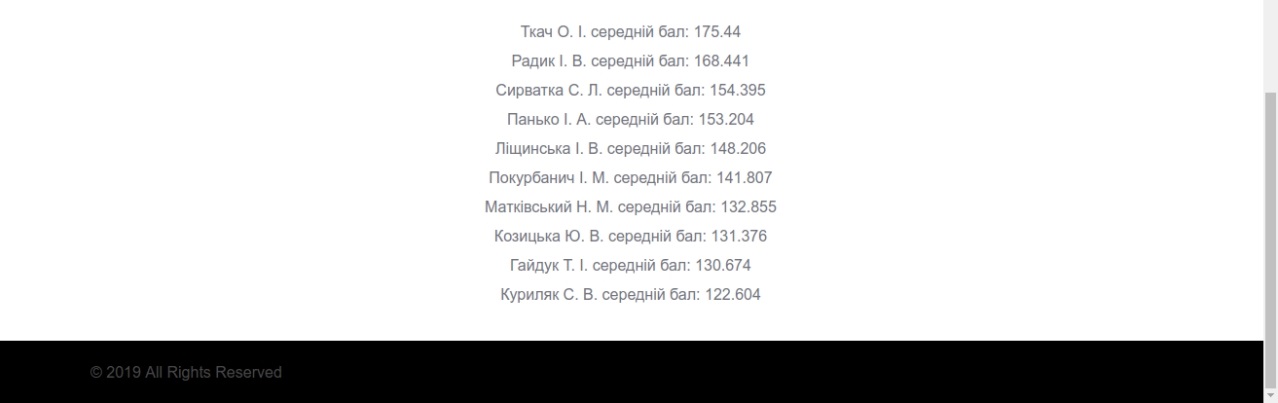 Ткач О. І. середній бал: 175.44
Радик І. В. середній бал: 168.441
Сирватка С. Л. середній бал: 154.395
Панько І. А. середній бал: 153.204
Ліщинська І. В. середній бал: 148.206
Покурбанич І. М. середній бал: 141.807
Матківський Н. М. середній бал: 132.855
Козицька Ю. В. середній бал: 131.376
Гайдук Т. І. середній бал: 130.674
Куриляк С. В. середній бал: 122.604
© 2019 All Rights Reserved